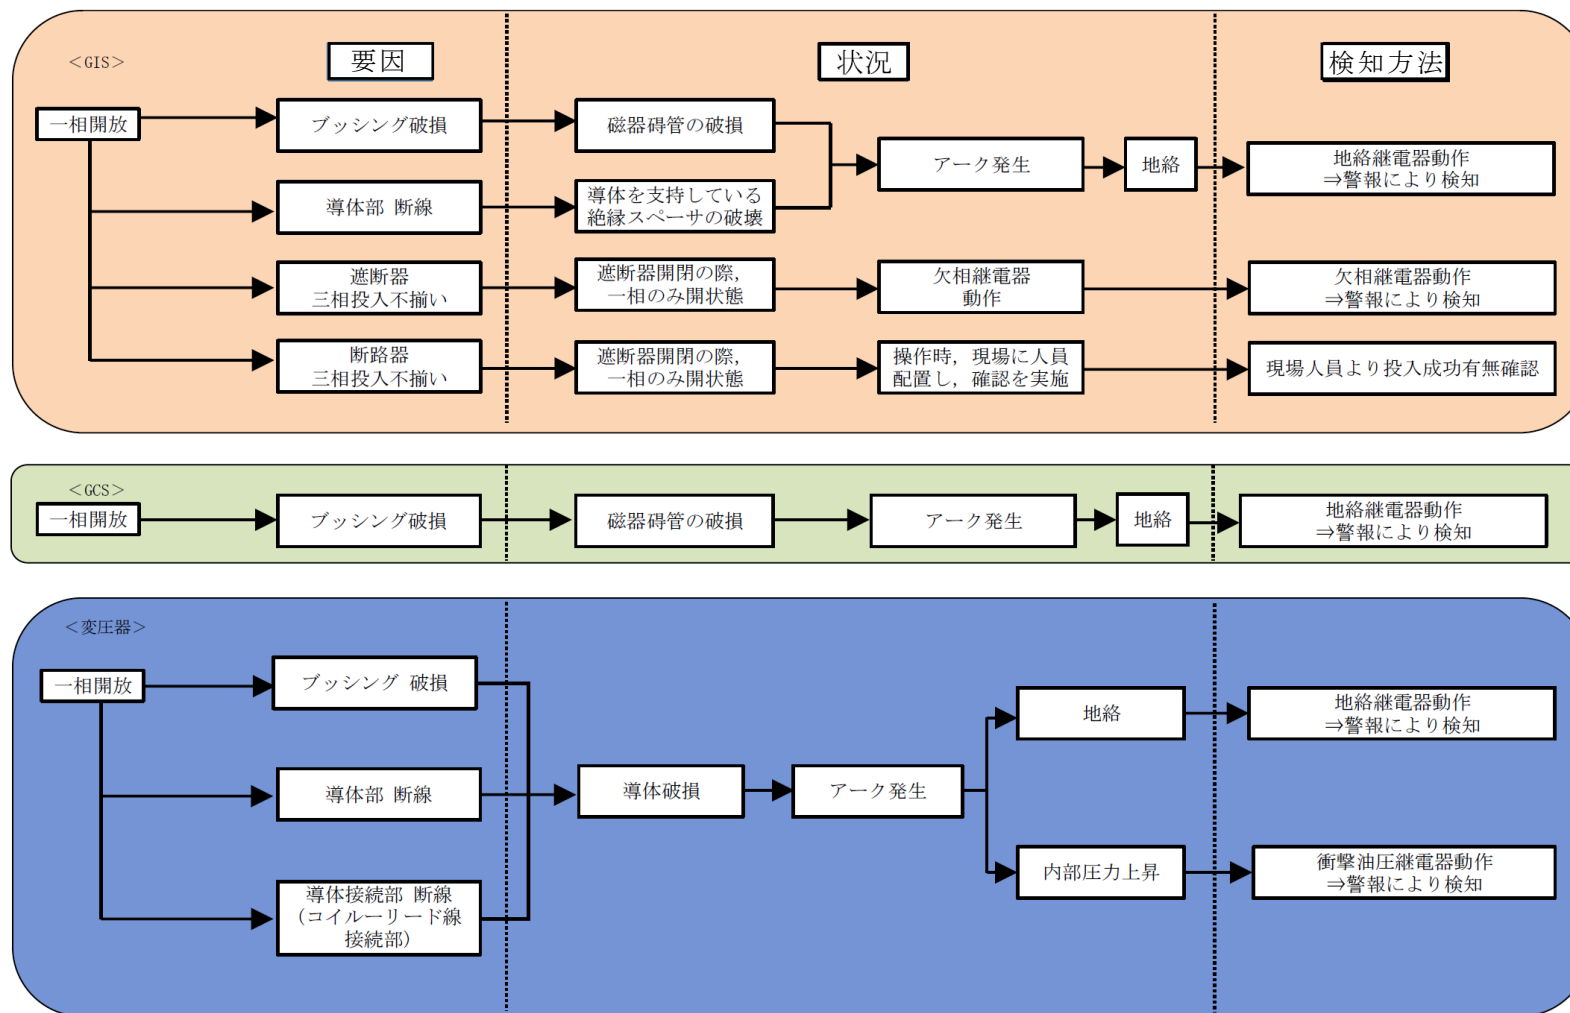 ＜GIS＞
要因
状況
検知方法
一相開放
ブッシング破損
磁器碍管の破損
アーク発生
地絡
地絡継電器動作
⇒警報により検知
導体部 断線
導体を支持している
絶縁スペーサの破壊
遮断器
三相投入不揃い
遮断器開閉の際，
一相のみ開状態
欠相継電器
動作
欠相継電器動作
⇒警報により検知
断路器
三相投入不揃い
遮断器開閉の際，
一相のみ開状態
操作時，現場に人員
配置し，確認を実施
現場人員より投入成功有無確認
＜GCS＞
一相開放
ブッシング破損
磁器碍管の破損
アーク発生
地絡
地絡継電器動作
⇒警報により検知
＜変圧器＞
一相開放
ブッシング 破損
導体部 断線
導体接続部 断線
（コイルーリード線
接続部）
導体破損
アーク発生
地絡
地絡継電器動作
⇒警報により検知
内部圧力上昇
衝撃油圧継電器動作
⇒警報により検知